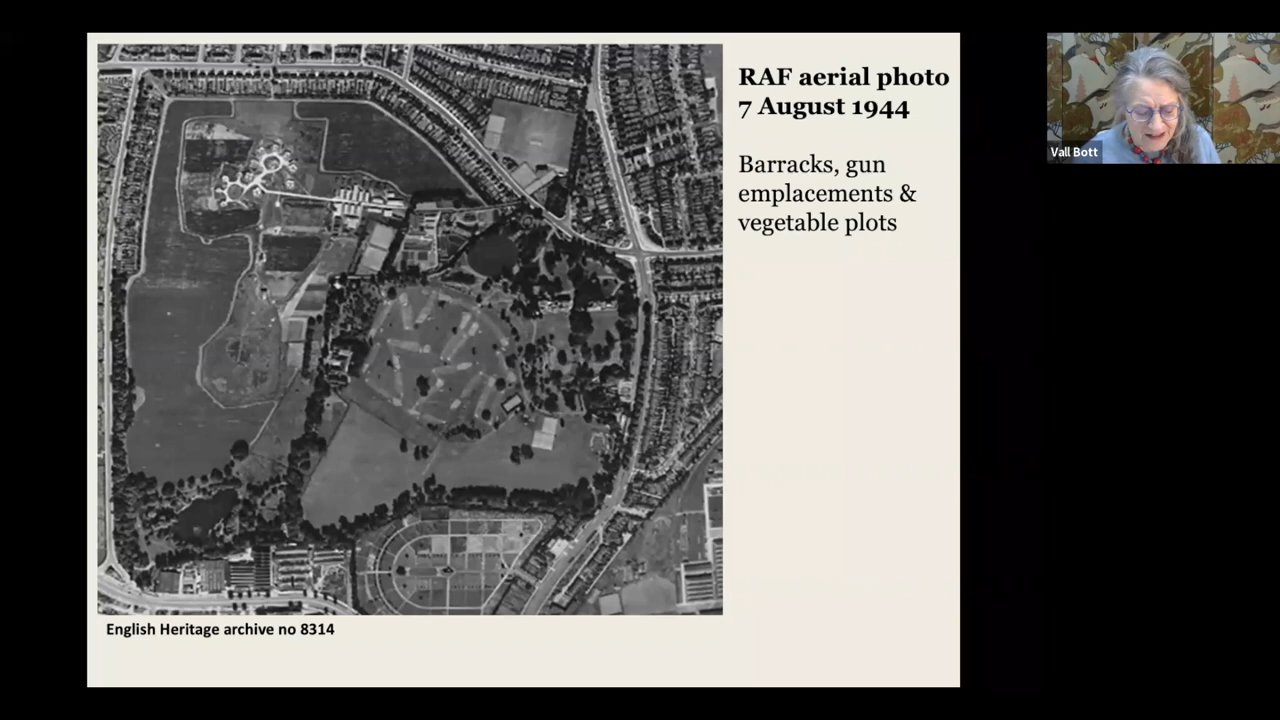 RAF aerial photo
7 August 1944
Barracks, gun
emplacements &
vegetable plots
English Heritage archive no 8314
Vall Bott